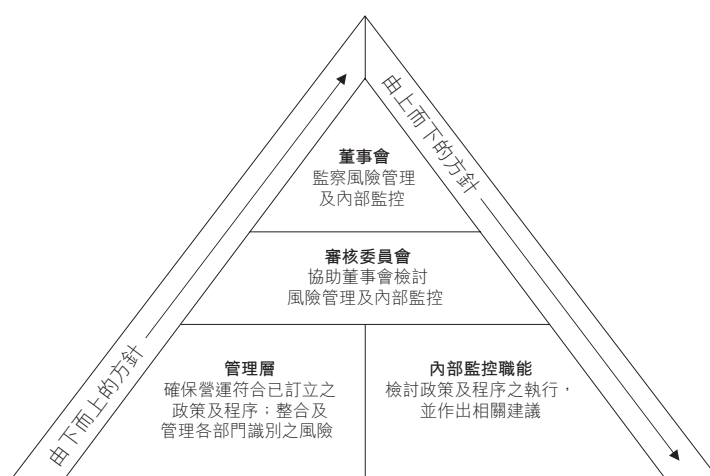 由上而下的方針
董事會
監察風險管理
及內部監控
審核委員會
協助董事會檢討
風險管理及內部監控
由下而上的方針
管理層
確保營運符合已訂立之
政策及程序；整合及
管理各部門識別之風險
內部監控職能
檢討政策及程序之執行，
並作出相關建議